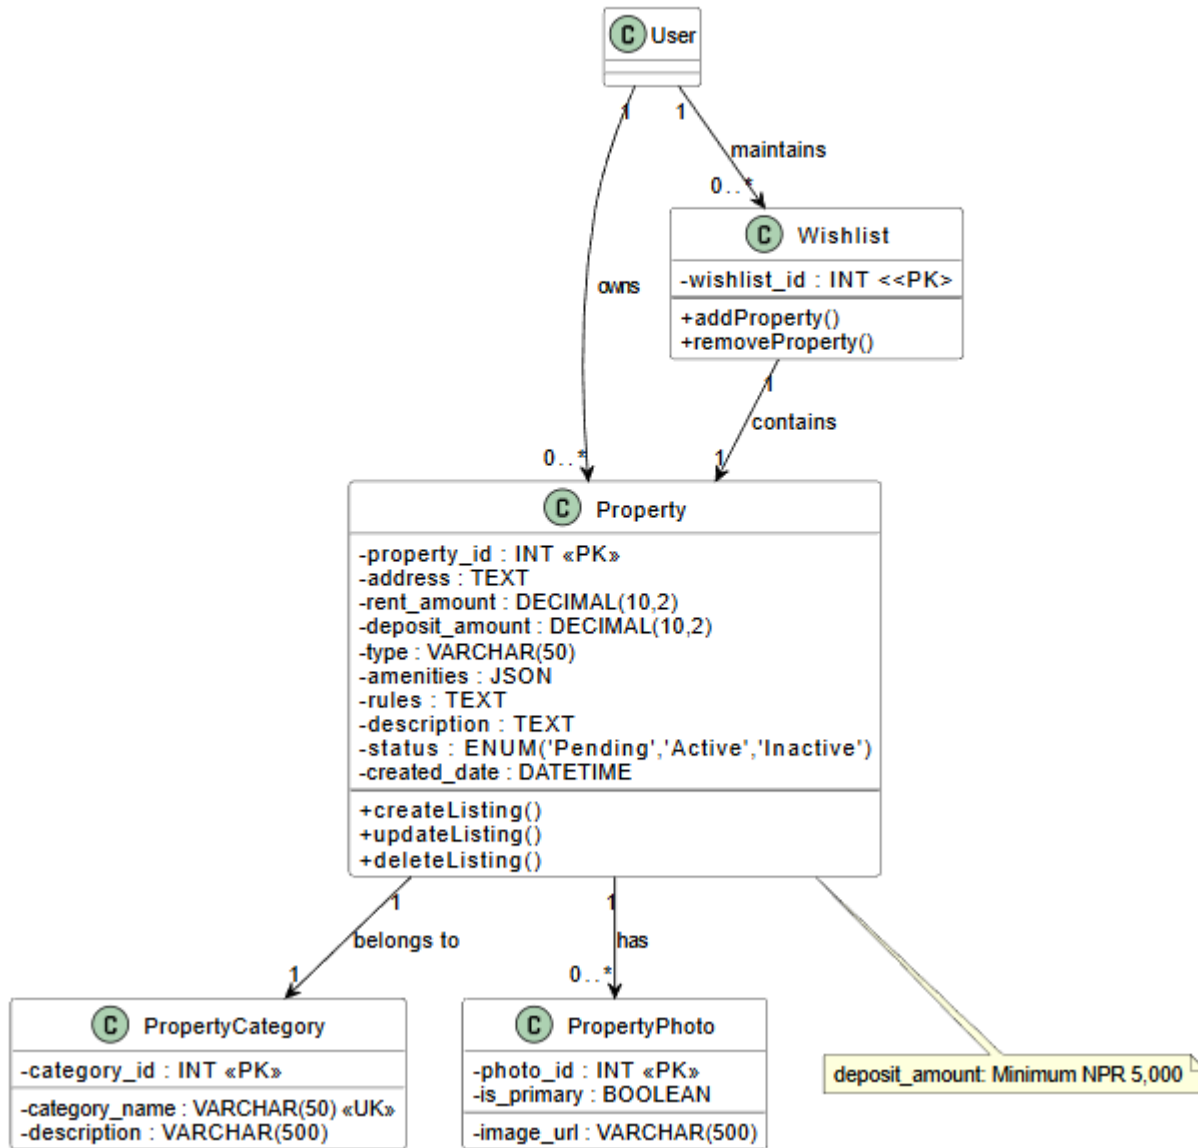 C User
1
1
maintains
0..*
C Wishlist
-wishlist_id : INT <<PK>
+addProperty()
+removeProperty()
owns
1
contains
0..*
1
C Property
-property_id : INT «PK»
-address : TEXT
-rent_amount : DECIMAL(10,2)
-deposit_amount : DECIMAL(10,2)
-type : VARCHAR(50)
-amenities : JSON
-rules : TEXT
-description : TEXT
-status : ENUM('Pending','Active','Inactive')
-created_date : DATETIME
+createListing()
+updateListing()
+deleteListing()
1
1
belongs to
has
1
0..*
C PropertyCategory
-category_id : INT «PK»
-category_name : VARCHAR(50) «UK»
-description : VARCHAR(500)
C PropertyPhoto
-photo_id : INT «PK»
-is_primary : BOOLEAN
-image_url : VARCHAR(500)
deposit_amount: Minimum NPR 5,000